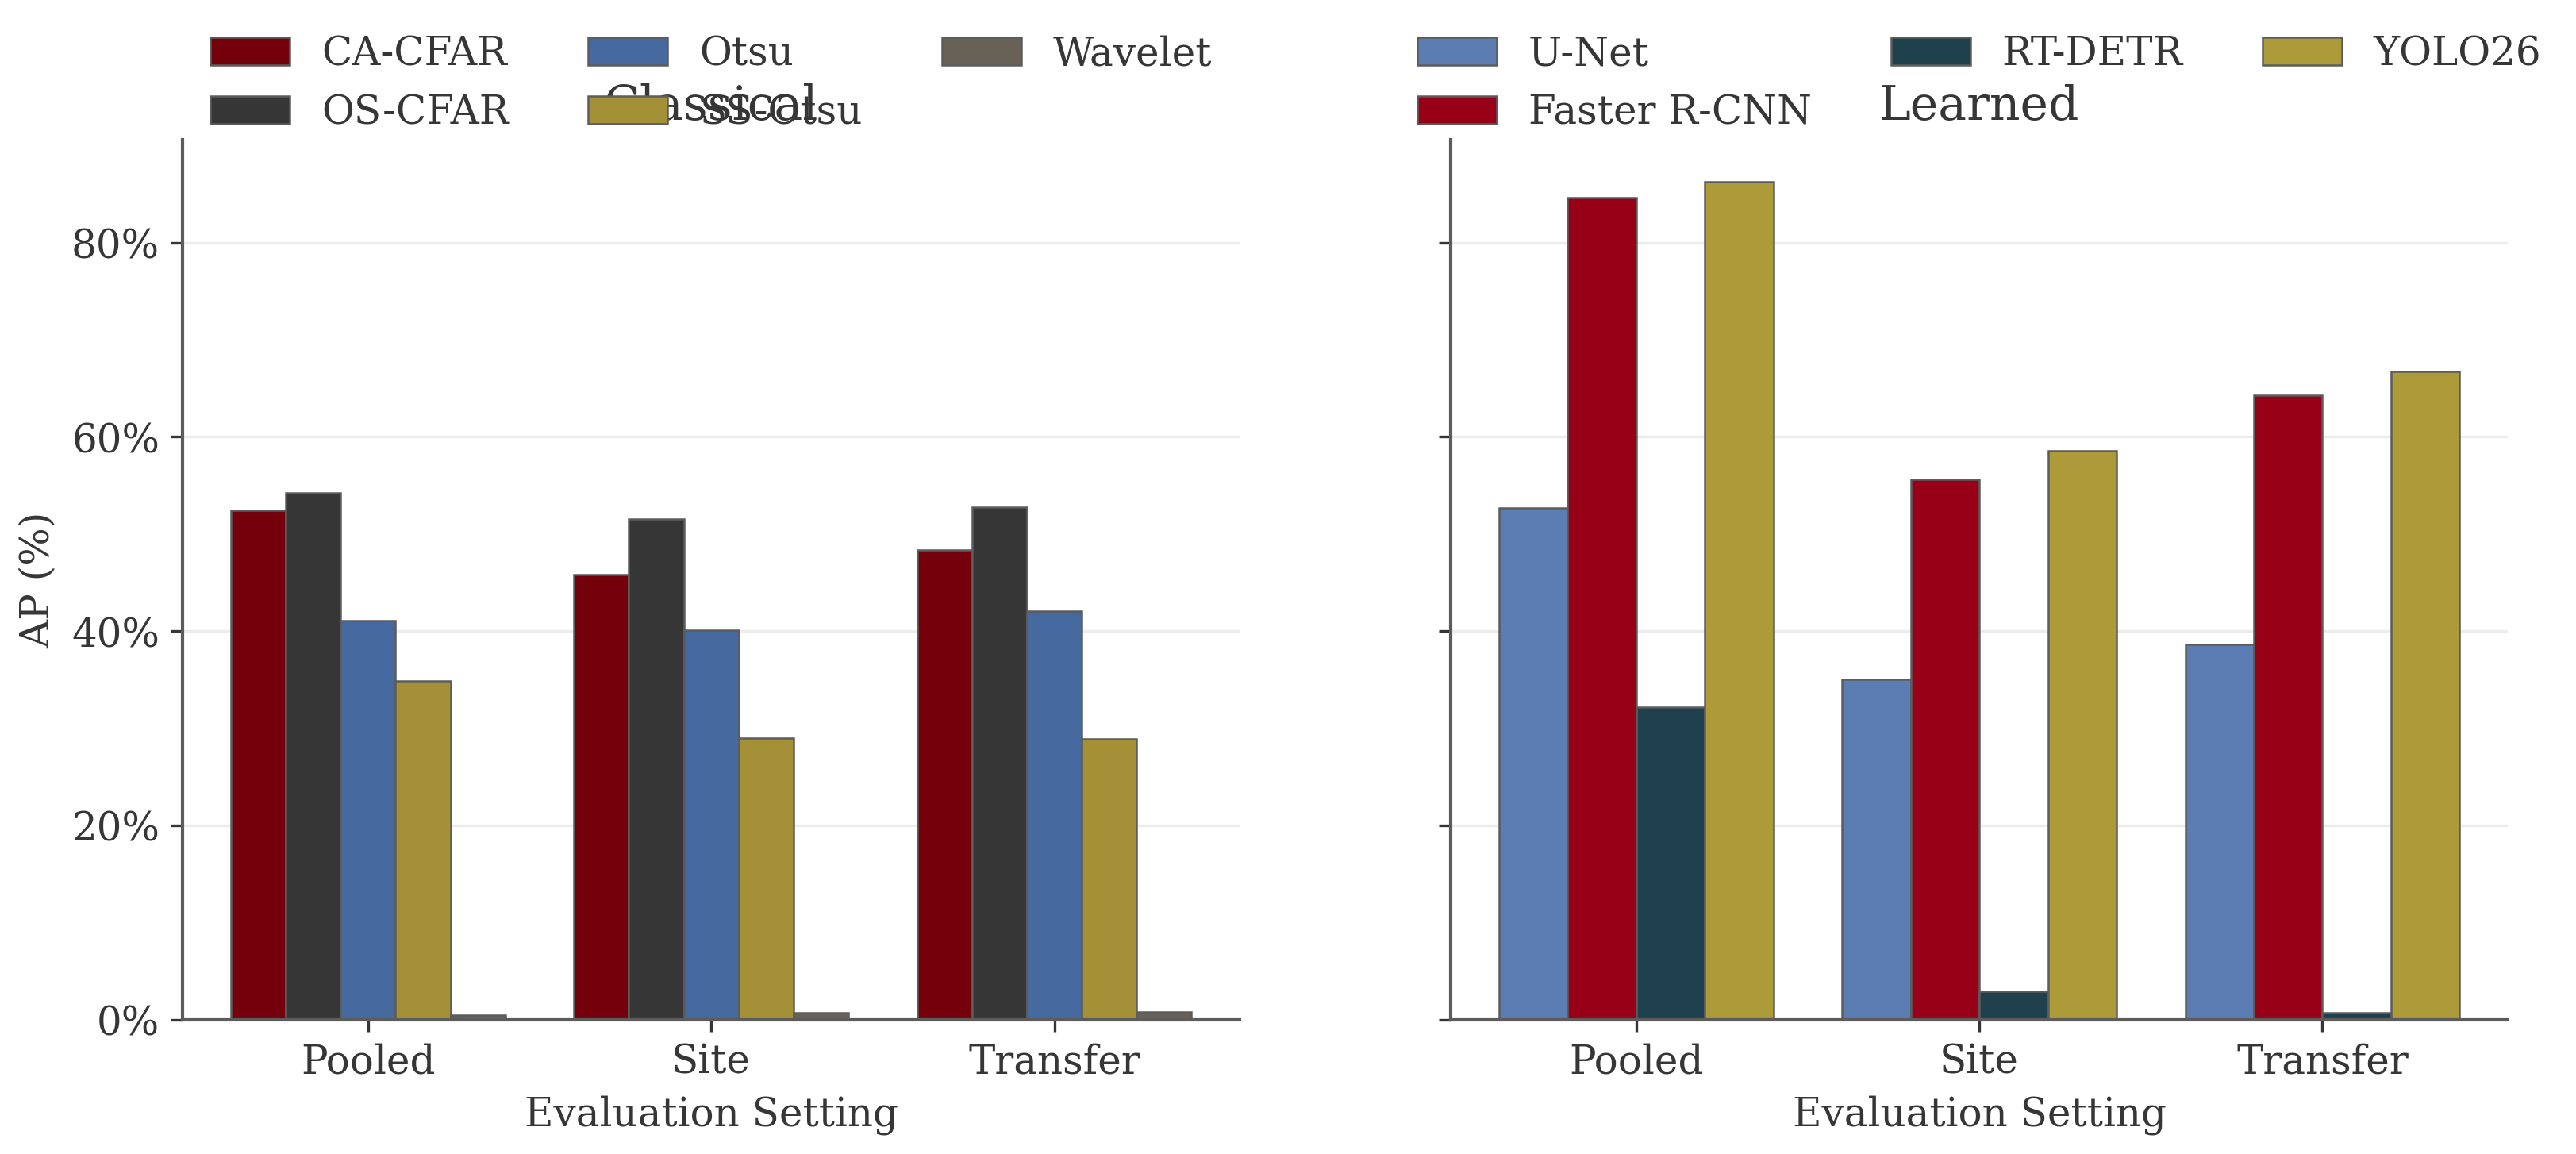 CA-CFAR Otsu Wavelet
OS-CFAR SS-Otsu
Classical
U-Net RT-DETR YOLO26
Faster R-CNN
Learned
AP (%)
80%
60%
40%
20%
0%
Pooled Site Transfer
Evaluation Setting
Pooled Site Transfer
Evaluation Setting